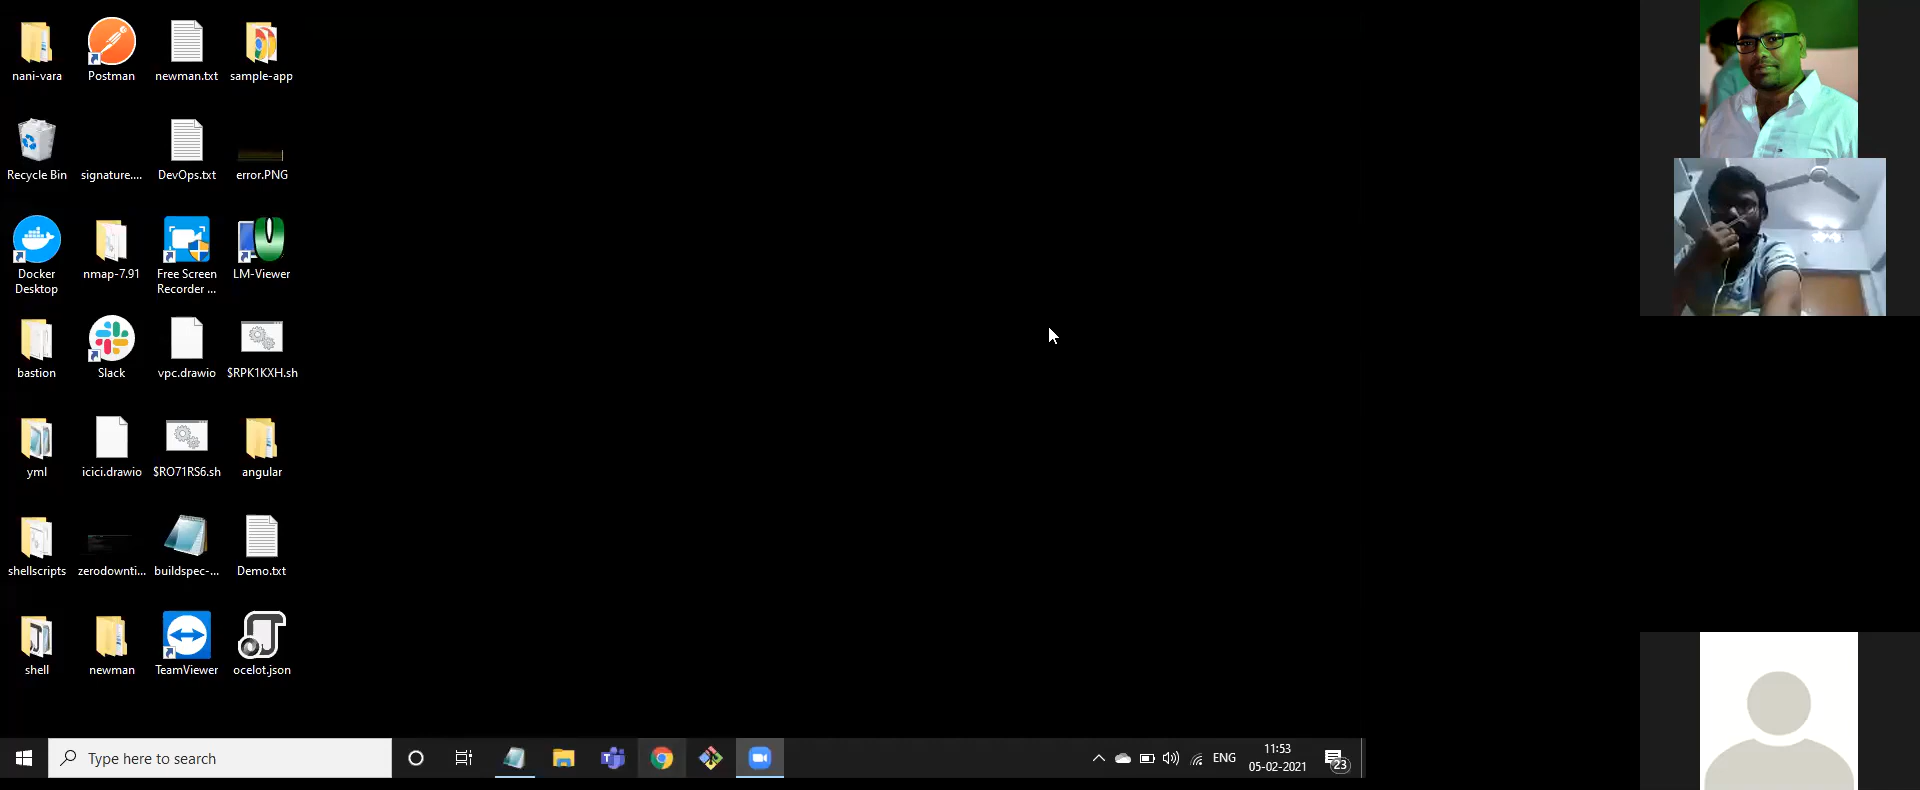 nani-vara
Postman
newman.txt
sample-app
Recycle Bin
signature....
DevOps.txt
error.PNG
Docker
Desktop
nmap-7.91
Free Screen
Recorder ...
LM-Viewer
bastion
Slack
vpc.drawio
$RPK1KXH.sh
yml
icici.drawio
$RO71RS6.sh
angular
shellscripts
zerodownti...
buildspec-...
Demo.txt
shell
newman
TeamViewer
ocelot.json
Type here to search
ENG
11:53
05-02-2021
23